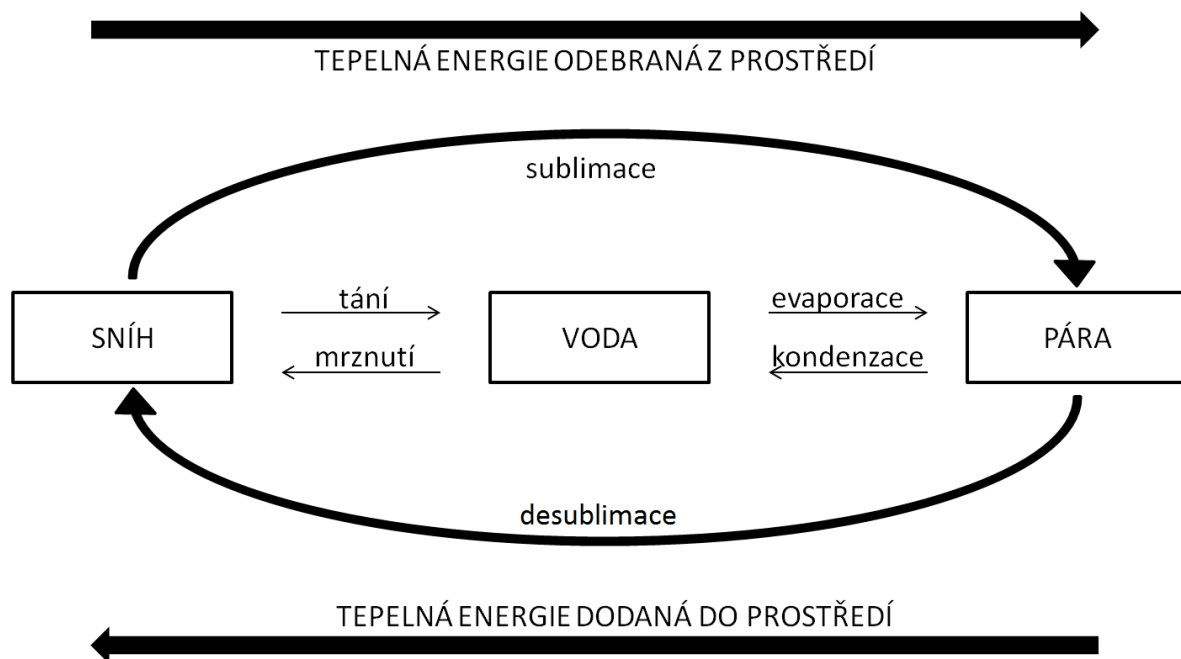 TEPELNÁ ENERGIE ODEBRANÁ Z PROSTŘEDÍ
sublimace
tání
evaporace
SNÍH
VODA
PÁRA
mrznutí
kondenzace
desublimace
TEPELNÁ ENERGIE DODANÁ DO PROSTŘEDÍ